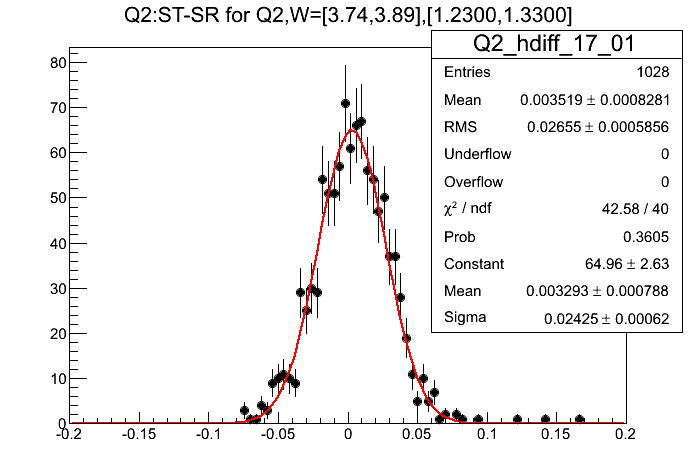 Q2:ST-SR for Q2,W=[3.74,3.89],[1.2300,1.3300]
Q2_hdiff_17_01
Entries 1028
Mean 0.003519 ± 0.0008281
RMS 0.02655 ± 0.0005856
Underflow 0
Overflow 0
χ² / ndf 42.58 / 40
Prob 0.3605
Constant 64.96 ± 2.63
Mean 0.003293 ± 0.000788
Sigma 0.02425 ± 0.00062
80
70
60
50
40
30
20
10
0
-0.2 -0.15 -0.1 -0.05 0 0.05 0.1 0.15 0.2